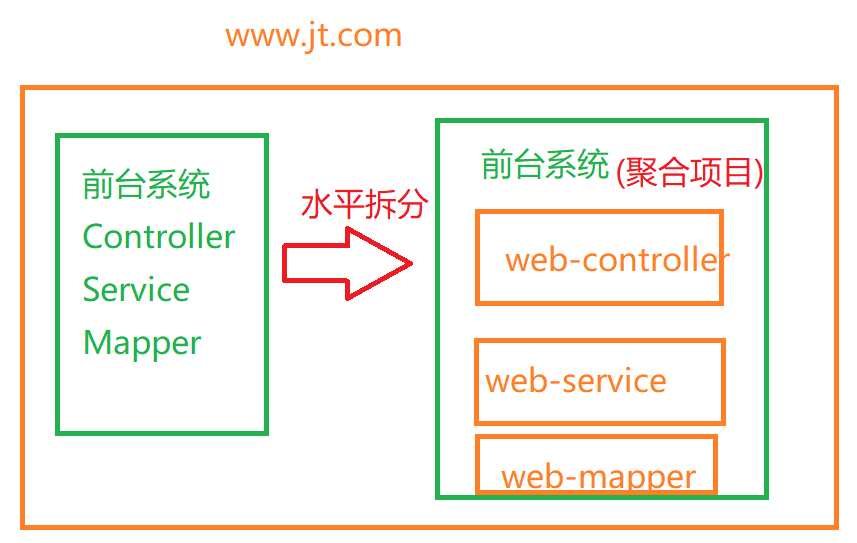 www.jt.com
前台系统
Controller
Service
Mapper
水平拆分
前台系统 (聚合项目)
web-controller
web-service
web-mapper